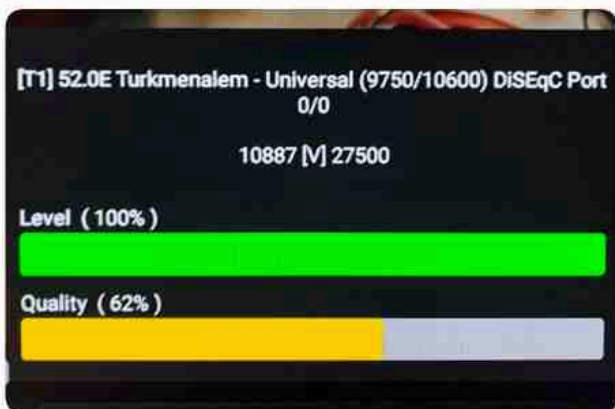 [T1] 52.0E Turkmenalem - Universal (9750/10600) DiSEqC Port
0/0
10887 [V] 27500
Level ( 100% )
Quality ( 62% )